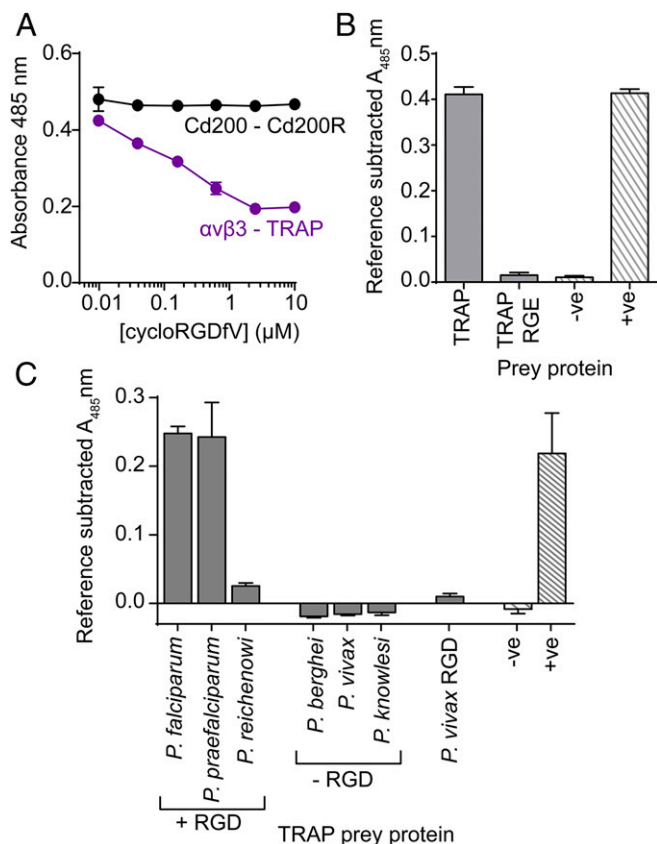 A
Absorbance 485 nm
0.6
0.4
0.2
0.0
Cd200 - Cd200R
αvβ3 - TRAP
0.01
0.1
1
10
[cycloRGDfV] (μM)
B
Reference subtracted A485nm
0.5
0.4
0.3
0.2
0.1
0.0
TRAP
TRAP
RGE
-ve
+ve
Prey protein
C
Reference subtracted A485nm
0.3
0.2
0.1
0.0
P. falciparum
P. praefalciparum
P. reichenowi
P. berghei
P. vivax
P. knowlesi
P. vivax RGD
-ve
+ve
+ RGD
- RGD
TRAP prey protein